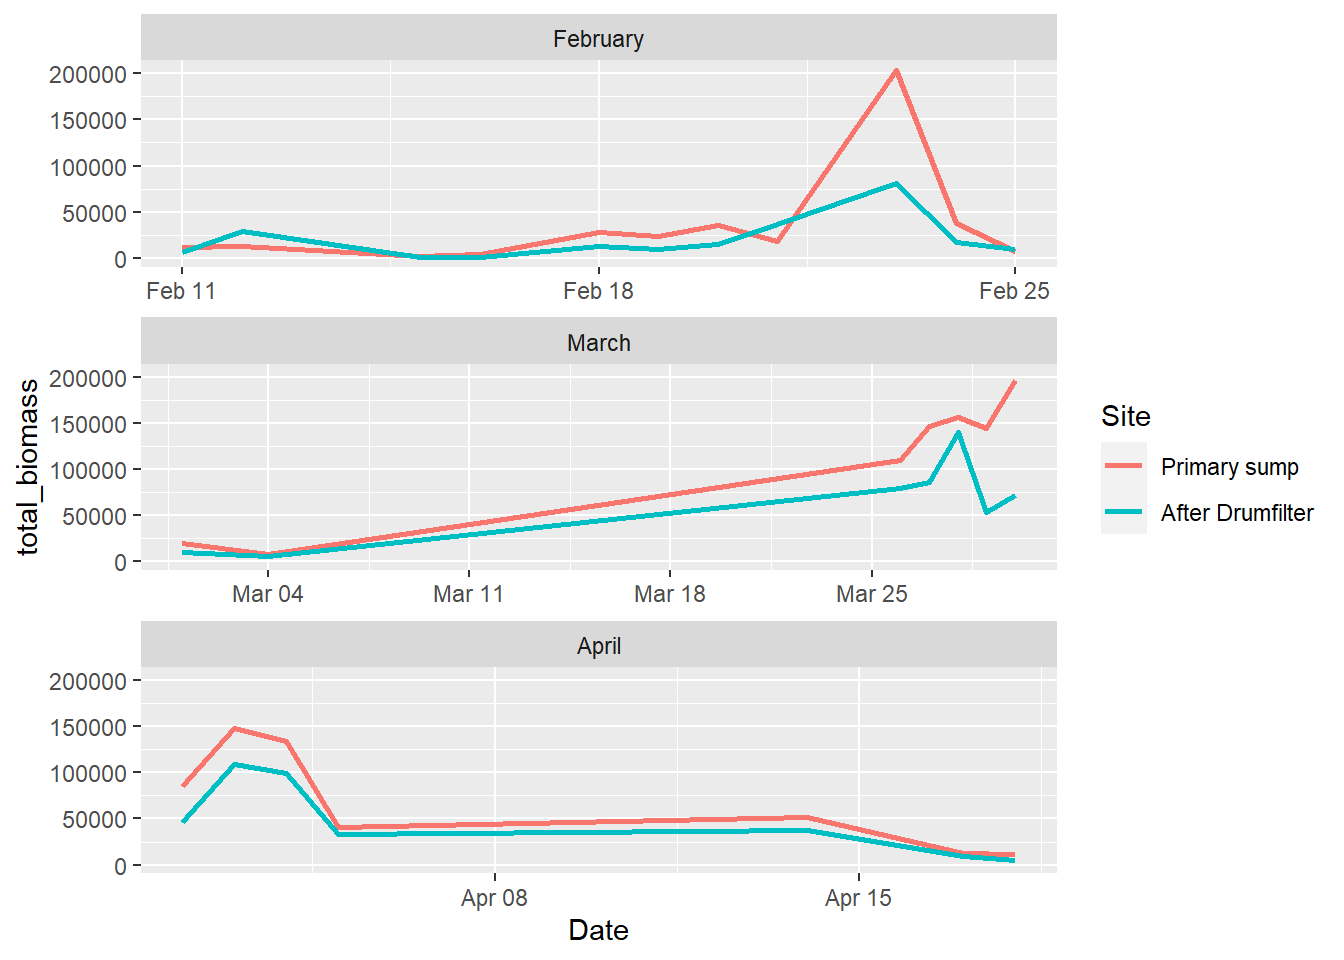 February
200000
150000
100000
50000
0
Feb 11 Feb 18 Feb 25
March
200000
150000
100000
50000
0
Mar 04 Mar 11 Mar 18 Mar 25
April
200000
150000
100000
50000
0
Apr 08 Apr 15
Date
total_biomass
Site
Primary sump
After Drumfilter